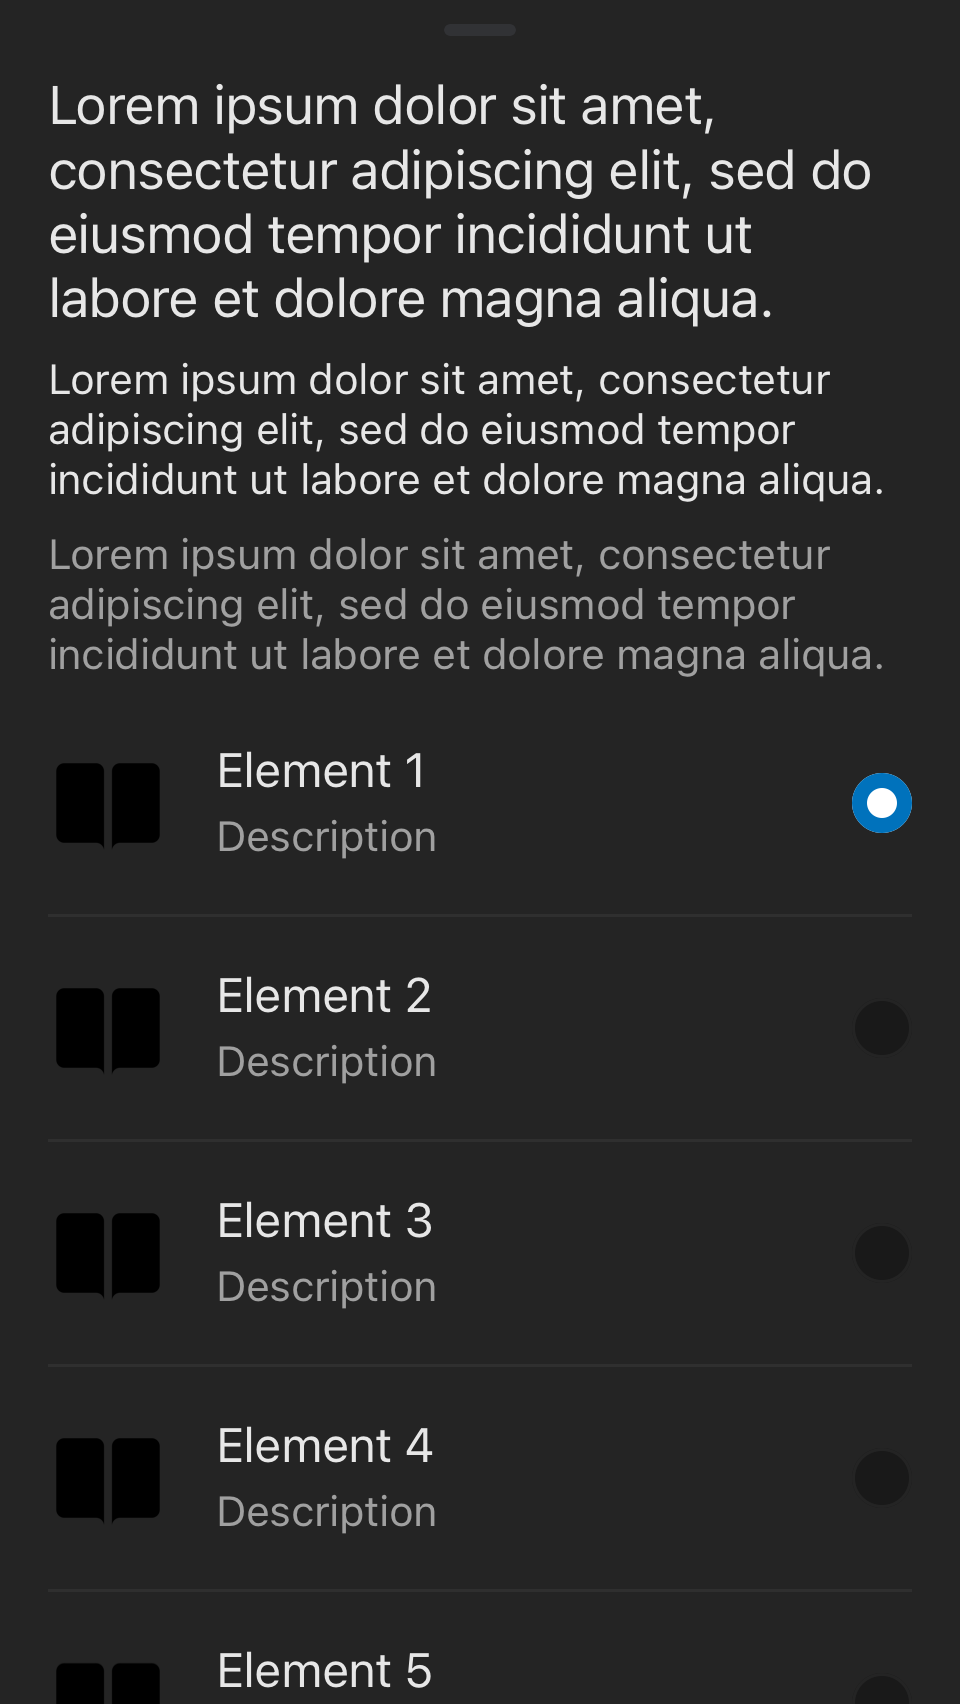 Lorem ipsum dolor sit amet,
consectetur adipiscing elit, sed do
eiusmod tempor incididunt ut
labore et dolore magna aliqua.
Lorem ipsum dolor sit amet, consectetur
adipiscing elit, sed do eiusmod tempor
incididunt ut labore et dolore magna aliqua.
Lorem ipsum dolor sit amet, consectetur
adipiscing elit, sed do eiusmod tempor
incididunt ut labore et dolore magna aliqua.
Element 1
Description
Element 2
Description
Element 3
Description
Element 4
Description
Element 5